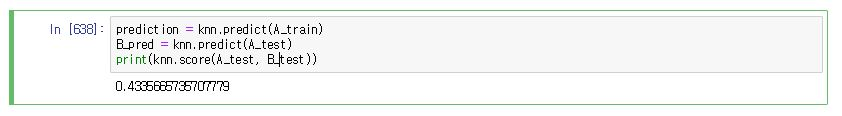 In [638]:
prediction = knn.predict(A_train)
B_pred = knn.predict(A_test)
print(knn.score(A_test, B_test))
0.4335665735707779